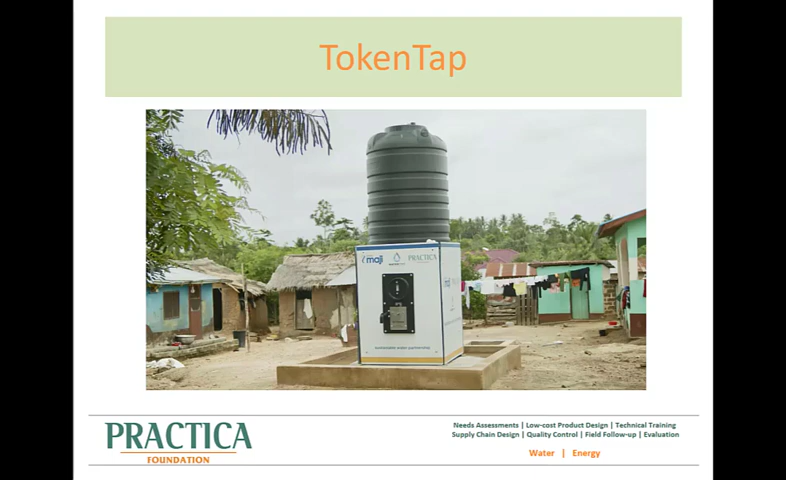 TokenTap
maji
PRACTICA
PRACTICA
FOUNDATION
Needs Assessments | Low-cost Product Design | Technical Training
Supply Chain Design | Quality Control | Field Follow-up | Evaluation
Water | Energy